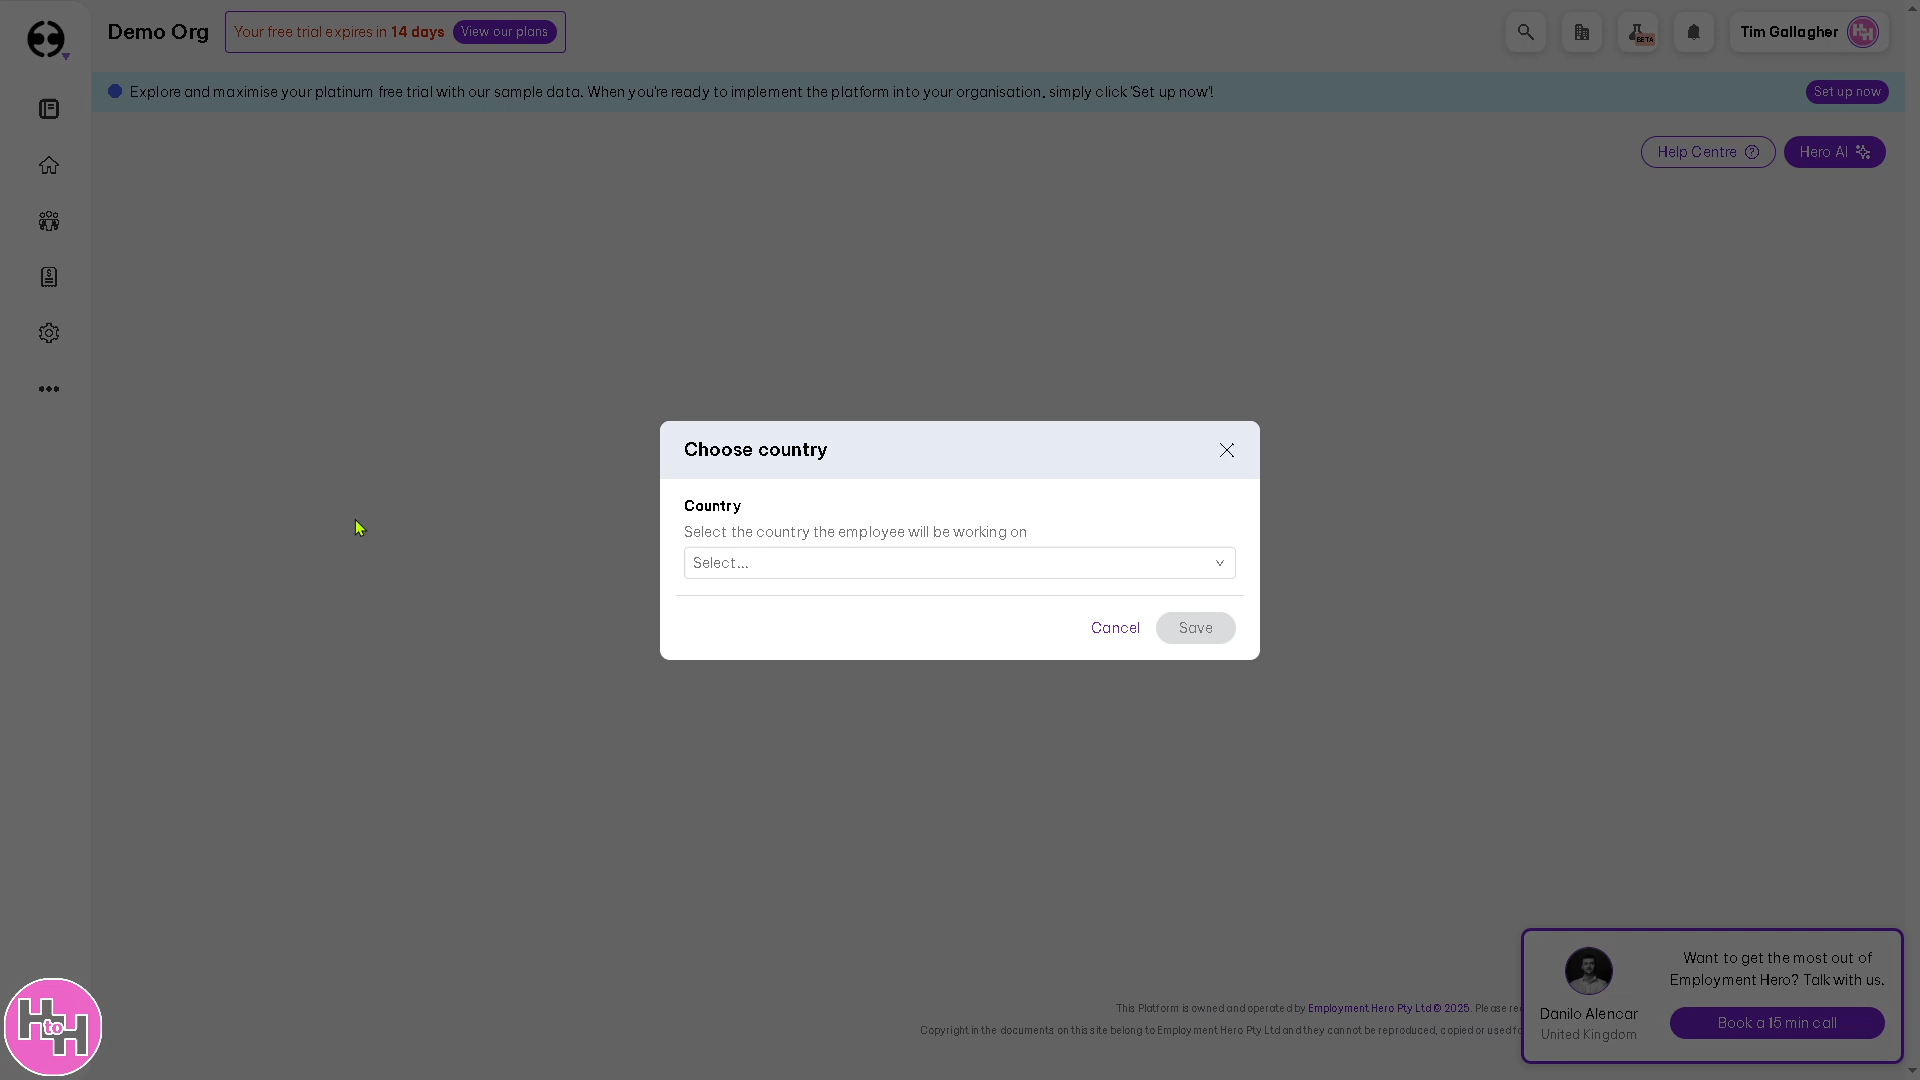 Demo Org
Your free trial expires in 14 days
View our plans
BETA
Tim Gallagher
Explore and maximise your platinum free trial with our sample data. When you're ready to implement the platform into your organisation, simply click 'Set up now'!
Set up now
Help Centre
Hero AI
Choose country
Country
Select the country the employee will be working on
Select...
Cancel
Save
Want to get the most out of
Employment Hero? Talk with us.
Danilo Alencar
United Kingdom
Book a 15 min call
This Platform is owned and operated by Employment Hero Pty Ltd © 2025. Please
Copyright in the documents on this site belong to Employment Hero Pty Ltd and they cannot be reproduced, copied or used
H to H